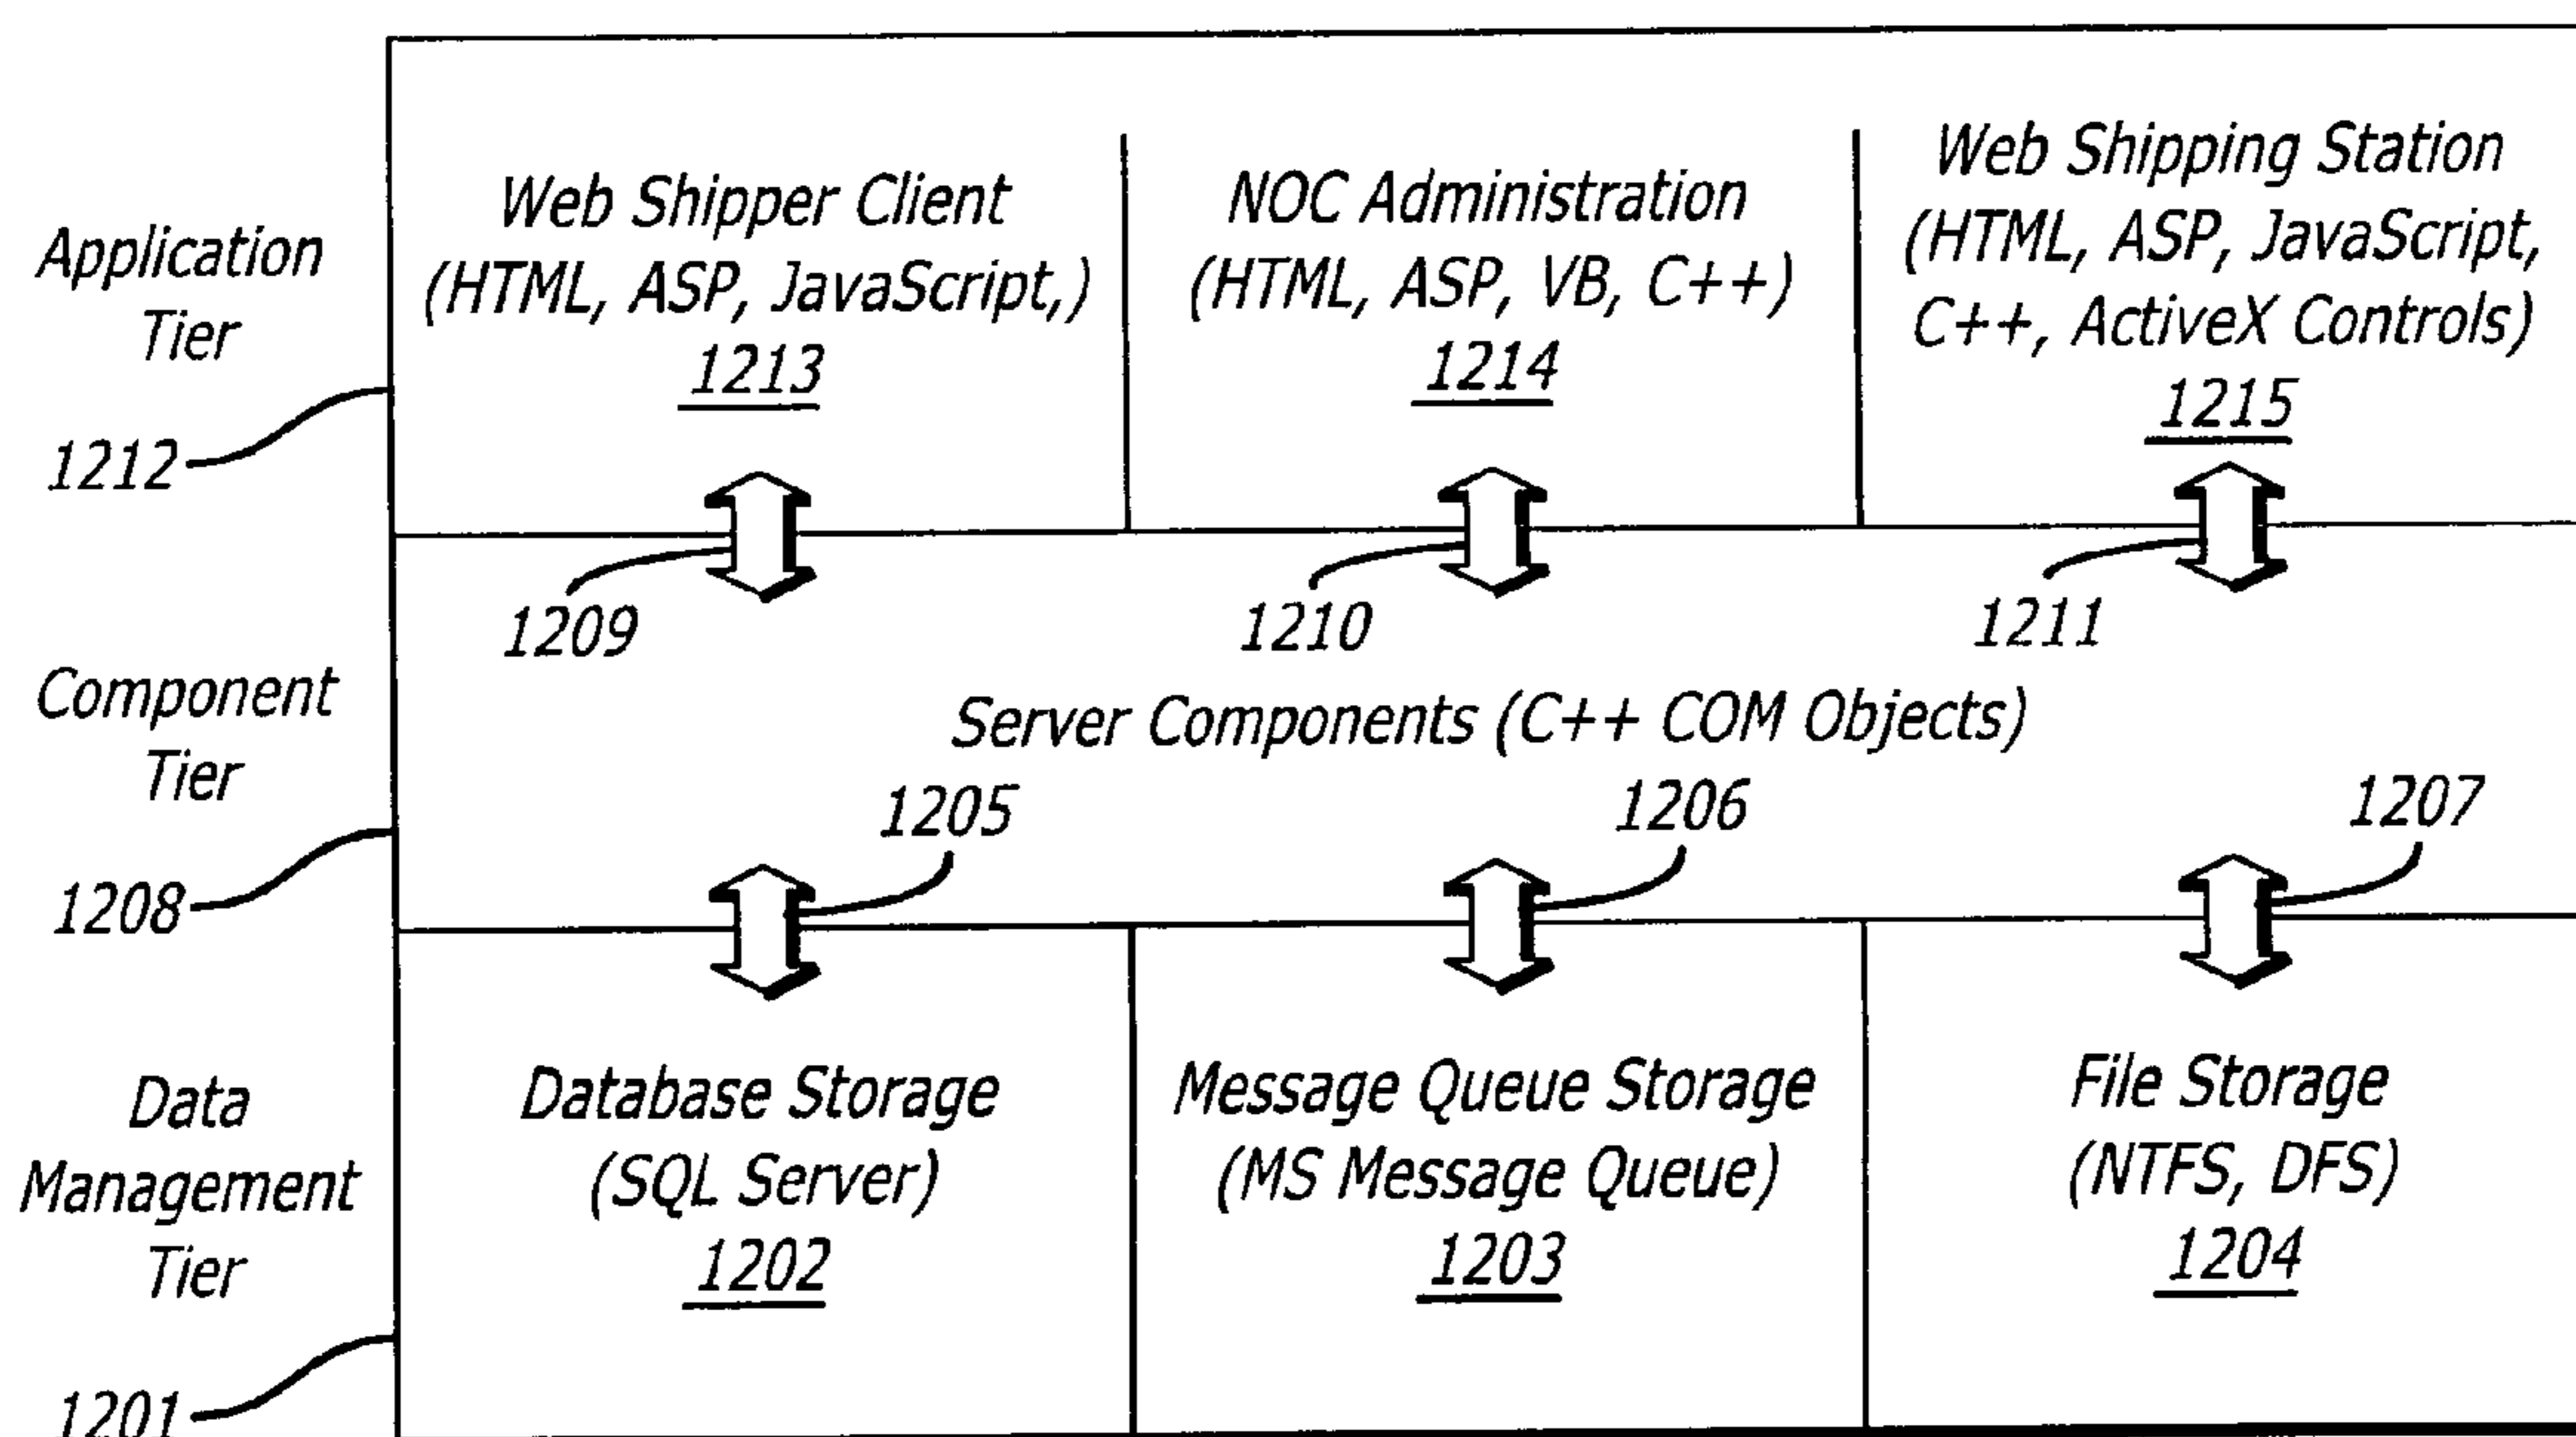 Application
Tier
1212
Web Shipper Client
(HTML, ASP, JavaScript,)
1213
NOC Administration
(HTML, ASP, VB, C++)
1214
Web Shipping Station
(HTML, ASP, JavaScript,
C++, ActiveX Controls)
1215
1209
1210
1211
Component
Tier
1208
Server Components (C++ COM Objects)
1205
1206
1207
Data
Management
Tier
1201
Database Storage
(SQL Server)
1202
Message Queue Storage
(MS Message Queue)
1203
File Storage
(NTFS, DFS)
1204